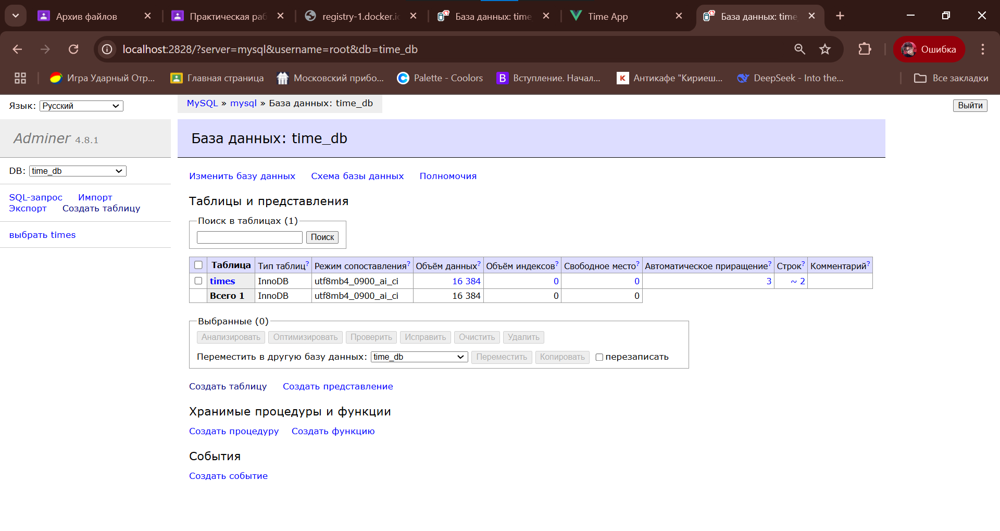 Архив файлов
Практическая раб
registry-1.docker.io
База данных: time
Time App
База данных: time_
localhost:2828/?server=mysql&username=root&db=time_db
Ошибка
Игра Ударный Отр...
Главная страница
Московский прибо...
Palette - Coolors
Вступление. Начал...
Антикафе "Кириеш...
DeepSeek - Into the...
Все закладки
Язык: Русский
MySQL » mysql » База данных: time_db
Выйти
Adminer 4.8.1
База данных: time_db
DB: time_db
Изменить базу данных Схема базы данных Полномочия
SQL-запрос Импорт
Экспорт Создать таблицу
выбрать times
Таблицы и представления
Поиск в таблицах (1)
Поиск
Таблица Тип таблиц? Режим сопоставления? Объём данных? Объём индексов? Свободное место? Автоматическое приращение? Строк? Комментарий?
times InnoDB utf8mb4_0900_ai_ci 16 384 0 0 3 ~ 2
Всего 1 InnoDB utf8mb4_0900_ai_ci 16 384 0 0
Выбранные (0)
Анализировать Оптимизировать Проверить Исправить Очистить Удалить
Переместить в другую базу данных: time_db Переместить Копировать перезаписать
Создать таблицу Создать представление
Хранимые процедуры и функции
Создать процедуру Создать функцию
События
Создать событие